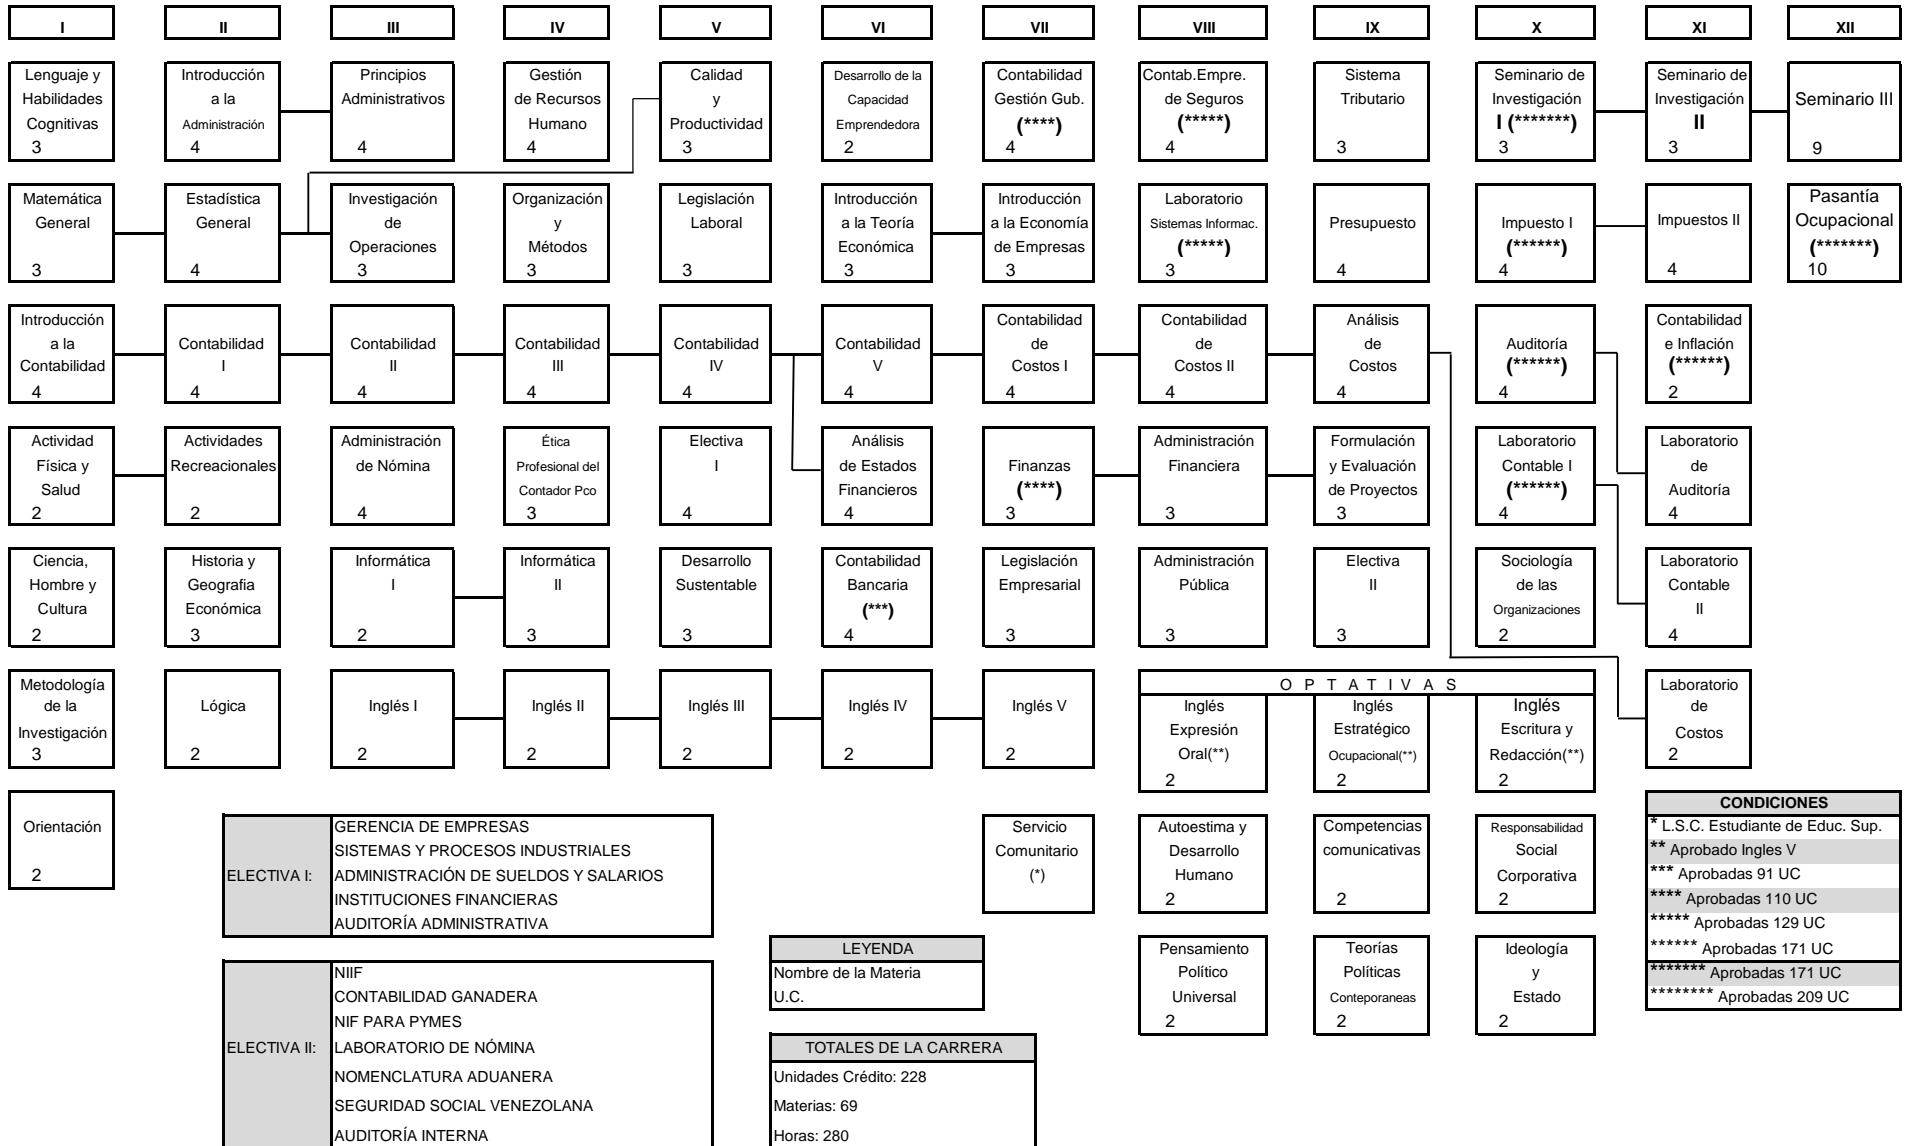 I
II
III
IV
V
VI
VII
VIII
IX
X
XI
XII
Lenguaje y
Habilidades
Cognitivas
3
Introducción
a la
Administración
4
Principios
Administrativos
4
Gestión
de Recursos
Humano
4
Calidad
y
Productividad
3
Desarrollo de la
Capacidad
Emprendedora
2
Contabilidad
Gestión Gub.
(****)
4
Contab.Empre.
de Seguros
(*****)
4
Sistema
Tributario
3
Seminario de
Investigación
I (*******)
3
Seminario de
Investigación
II
3
Seminario III
9
Matemática
General
3
Estadística
General
4
Investigación
de
Operaciones
3
Organización
y
Métodos
3
Legislación
Laboral
3
Introducción
a la Teoría
Económica
3
Introducción
a la Economía
de Empresas
3
Laboratorio
Sistemas Informac.
(*****)
3
Presupuesto
4
Impuesto I
(******)
4
Impuestos II
4
Pasantía
Ocupacional
(*******)
10
Introducción
a la
Contabilidad
4
Contabilidad
I
4
Contabilidad
II
4
Contabilidad
III
4
Contabilidad
IV
4
Contabilidad
V
4
Contabilidad
de
Costos I
4
Contabilidad
de
Costos II
4
Análisis
de
Costos
4
Auditoría
(******)
4
Contabilidad
e Inflación
(******)
2
Actividad
Física y
Salud
2
Actividades
Recreacionales
2
Administración
de Nómina
4
Ética
Profesional del
Contador Pco
3
Electiva
I
4
Análisis
de Estados
Financieros
4
Finanzas
(****)
3
Administración
Financiera
3
Formulación
y Evaluación
de Proyectos
3
Laboratorio
Contable I
(******)
4
Laboratorio
de
Auditoría
4
Ciencia,
Hombre y
Cultura
2
Historia y
Geografia
Económica
3
Informática
I
2
Informática
II
3
Desarrollo
Sustentable
3
Contabilidad
Bancaria
(***)
4
Legislación
Empresarial
3
Administración
Pública
3
Electiva
II
3
Sociología
de las
Organizaciones
2
Laboratorio
Contable
II
4
Metodología
de la
Investigación
3
Lógica
2
Inglés I
2
Inglés II
2
Inglés III
2
Inglés IV
2
Inglés V
2
O P T A T I V A S
Inglés
Expresión
Oral(**)
2
Inglés
Estratégico
Ocupacional(**)
2
Inglés
Escritura y
Redacción(**)
2
Laboratorio
de
Costos
2
Orientación
2
ELECTIVA I:
GERENCIA DE EMPRESAS
SISTEMAS Y PROCESOS INDUSTRIALES
ADMINISTRACIÓN DE SUELDOS Y SALARIOS
INSTITUCIONES FINANCIERAS
AUDITORÍA ADMINISTRATIVA
Servicio
Comunitario
(*)
Autoestima y
Desarrollo
Humano
2
Competencias
comunicativas
2
Responsabilidad
Social
Corporativa
2
CONDICIONES
* L.S.C. Estudiante de Educ. Sup.
** Aprobado Ingles V
*** Aprobadas 91 UC
**** Aprobadas 110 UC
***** Aprobadas 129 UC
****** Aprobadas 171 UC
******* Aprobadas 171 UC
******** Aprobadas 209 UC
LEYENDA
Nombre de la Materia
U.C.
Pensamiento
Político
Universal
2
Teorías
Políticas
Conteporaneas
2
Ideología
y
Estado
2
ELECTIVA II:
NIIF
CONTABILIDAD GANADERA
NIF PARA PYMES
LABORATORIO DE NÓMINA
NOMENCLATURA ADUANERA
SEGURIDAD SOCIAL VENEZOLANA
AUDITORÍA INTERNA
TOTALES DE LA CARRERA
Unidades Crédito: 228
Materias: 69
Horas: 280